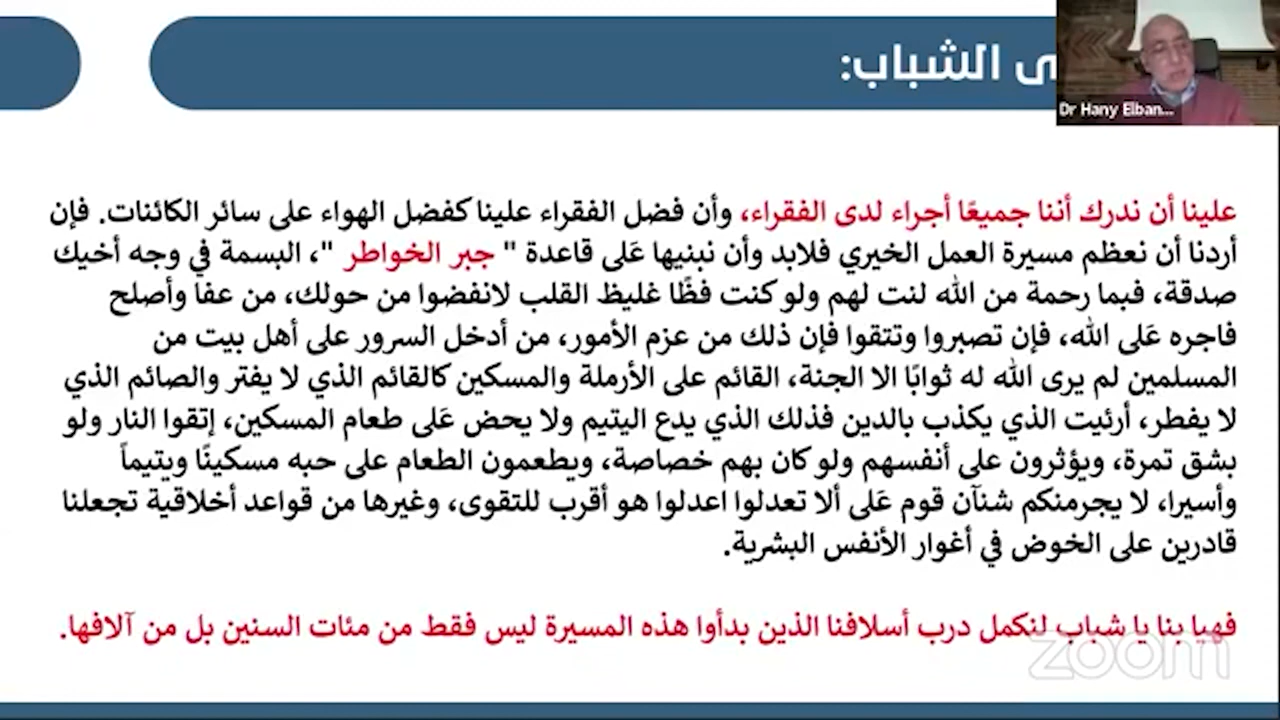 ى الشباب:
Dr Hany Elban...
علينا أن ندرك أننا جميعًا أجراء لدى الفقراء، وأن فضل الفقراء علينا كفضل الهواء على سائر الكائنات. فإن
أردنا أن نعظم مسيرة العمل الخيري فلابد وأن نبنيها عَلى قاعدة " جبر الخواطر "، البسمة في وجه أخيك
صدقة، فبما رحمة من الله لنت لهم ولو كنت فظًا غليظ القلب لانفضوا من حولك، من عفا وأصلح
فاجره عَلى الله، فإن تصبروا وتتقوا فإن ذلك من عزم الأمور، من أدخل السرور على أهل بيت من
المسلمين لم يرى الله له ثوابًا الا الجنة، القائم على الأرملة والمسكين كالقائم الذي لا يفتر والصائم الذي
لا يفطر، أرئيت الذي يكذب بالدين فذلك الذي يدع اليتيم ولا يحض عَلى طعام المسكين، إتقوا النار ولو
بشق تمرة، ويؤثرون على أنفسهم ولو كان بهم خصاصة، ويطعمون الطعام على حبه مسكينًا ويتيماً
وأسيرا، لا يجرمنكم شنآن قوم عَلى ألا تعدلوا اعدلوا هو أقرب للتقوى، وغيرها من قواعد أخلاقية تجعلنا
قادرين على الخوض في أغوار الأنفس البشرية.
فهيا بنا يا شباب لنكمل درب أسلافنا الذين بدأوا هذه المسيرة ليس فقط من مئات السنين بل من آلافها.
zoom